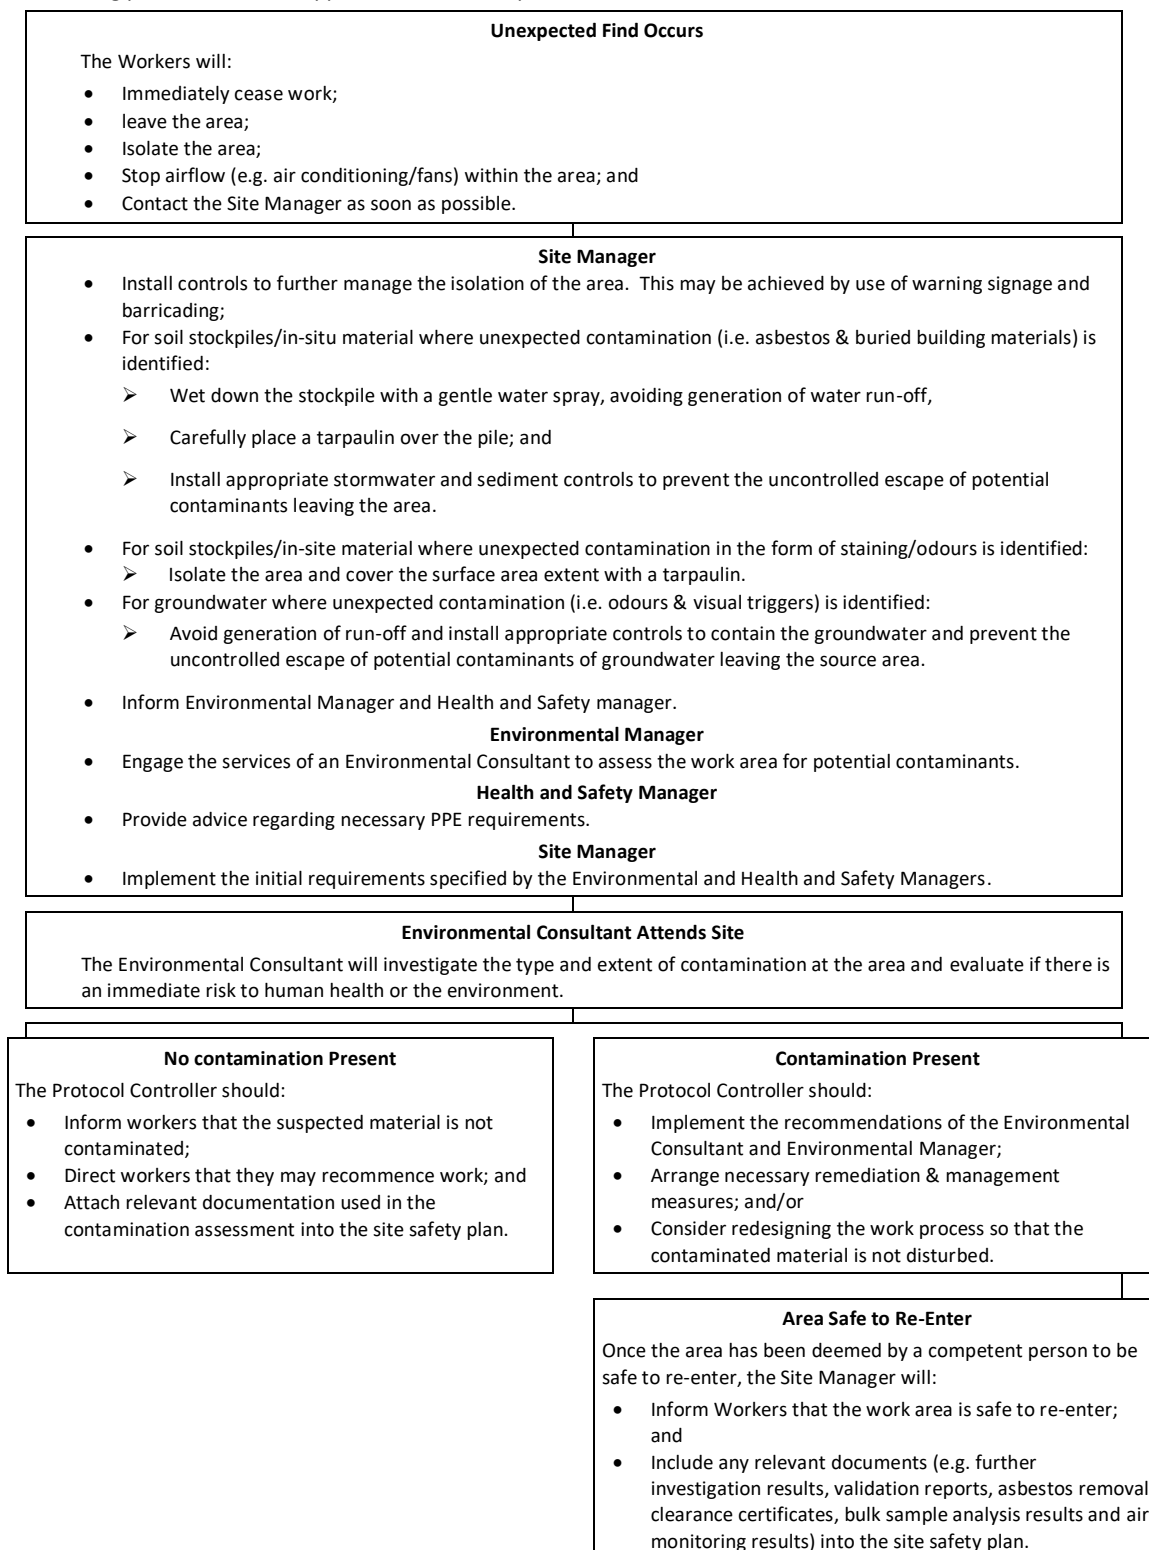 Unexpected Find Occurs
The Workers will:
• Immediately cease work;
• leave the area;
• Isolate the area;
• Stop airflow (e.g. air conditioning/fans) within the area; and
• Contact the Site Manager as soon as possible.
Site Manager
• Install controls to further manage the isolation of the area. This may be achieved by use of warning signage and
barricading;
• For soil stockpiles/in-situ material where unexpected contamination (i.e. asbestos & buried building materials) is
identified:
➢ Wet down the stockpile with a gentle water spray, avoiding generation of water run-off,
➢ Carefully place a tarpaulin over the pile; and
➢ Install appropriate stormwater and sediment controls to prevent the uncontrolled escape of potential
contaminants leaving the area.
• For soil stockpiles/in-site material where unexpected contamination in the form of staining/odours is identified:
➢ Isolate the area and cover the surface area extent with a tarpaulin.
• For groundwater where unexpected contamination (i.e. odours & visual triggers) is identified:
➢ Avoid generation of run-off and install appropriate controls to contain the groundwater and prevent the
uncontrolled escape of potential contaminants of groundwater leaving the source area.
• Inform Environmental Manager and Health and Safety manager.
Environmental Manager
• Engage the services of an Environmental Consultant to assess the work area for potential contaminants.
Health and Safety Manager
• Provide advice regarding necessary PPE requirements.
Site Manager
• Implement the initial requirements specified by the Environmental and Health and Safety Managers.
Environmental Consultant Attends Site
The Environmental Consultant will investigate the type and extent of contamination at the area and evaluate if there is
an immediate risk to human health or the environment.
No contamination Present
The Protocol Controller should:
• Inform workers that the suspected material is not
contaminated;
• Direct workers that they may recommence work; and
• Attach relevant documentation used in the
contamination assessment into the site safety plan.
Contamination Present
The Protocol Controller should:
• Implement the recommendations of the Environmental
Consultant and Environmental Manager;
• Arrange necessary remediation & management
measures; and/or
• Consider redesigning the work process so that the
contaminated material is not disturbed.
Area Safe to Re-Enter
Once the area has been deemed by a competent person to be
safe to re-enter, the Site Manager will:
• Inform Workers that the work area is safe to re-enter;
and
• Include any relevant documents (e.g. further
investigation results, validation reports, asbestos removal
clearance certificates, bulk sample analysis results and air
monitoring results) into the site safety plan.